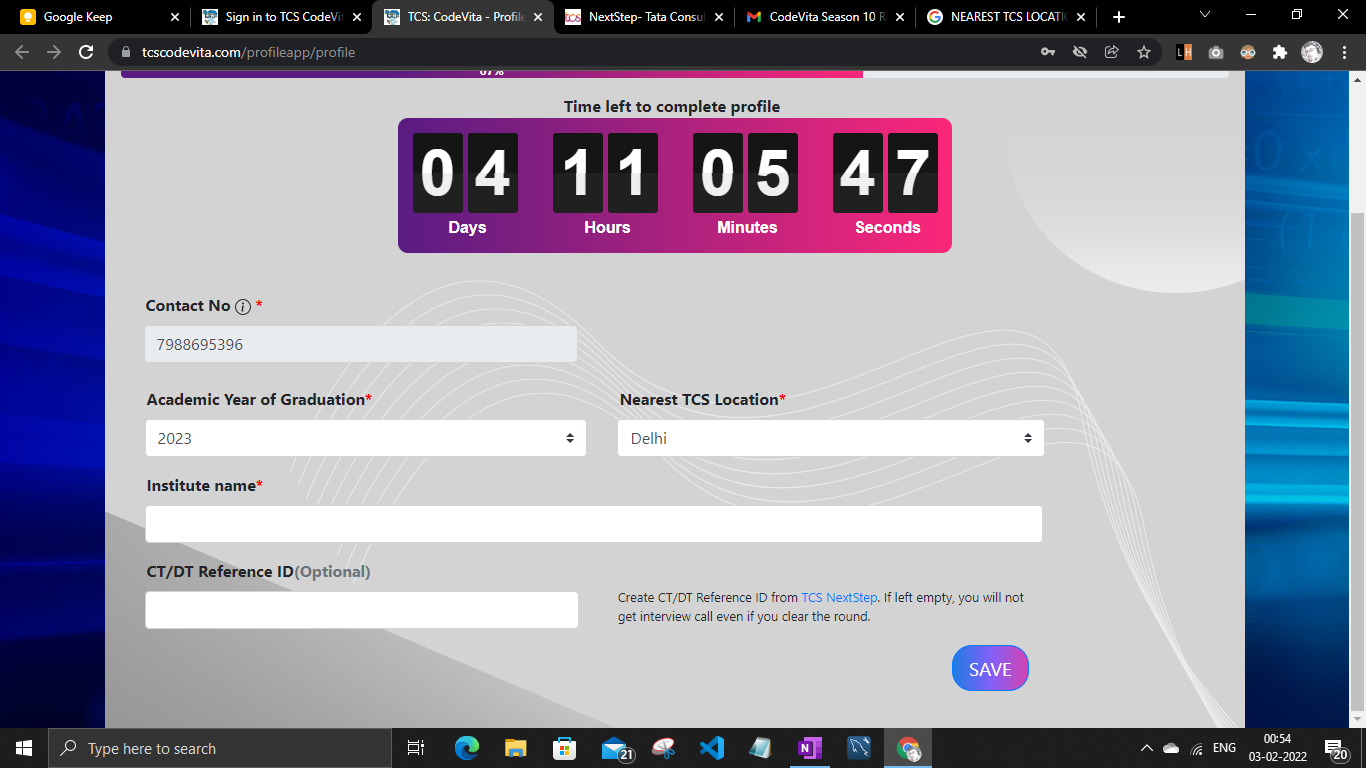 Google Keep
Sign in to TCS CodeVit
TCS: CodeVita - Profile
NextStep- Tata Consul
CodeVita Season 10 R
NEAREST TCS LOCATIO
tcscodevita.com/profileapp/profile
67%
Time left to complete profile
04 11 05 47
Days Hours Minutes Seconds
Contact No *
7988695396
Academic Year of Graduation* Nearest TCS Location*
2023 Delhi
Institute name*
CT/DT Reference ID(Optional)
Create CT/DT Reference ID from TCS NextStep. If left empty, you will not
get interview call even if you clear the round.
SAVE
Type here to search
21
ENG
00:54
03-02-2022
20